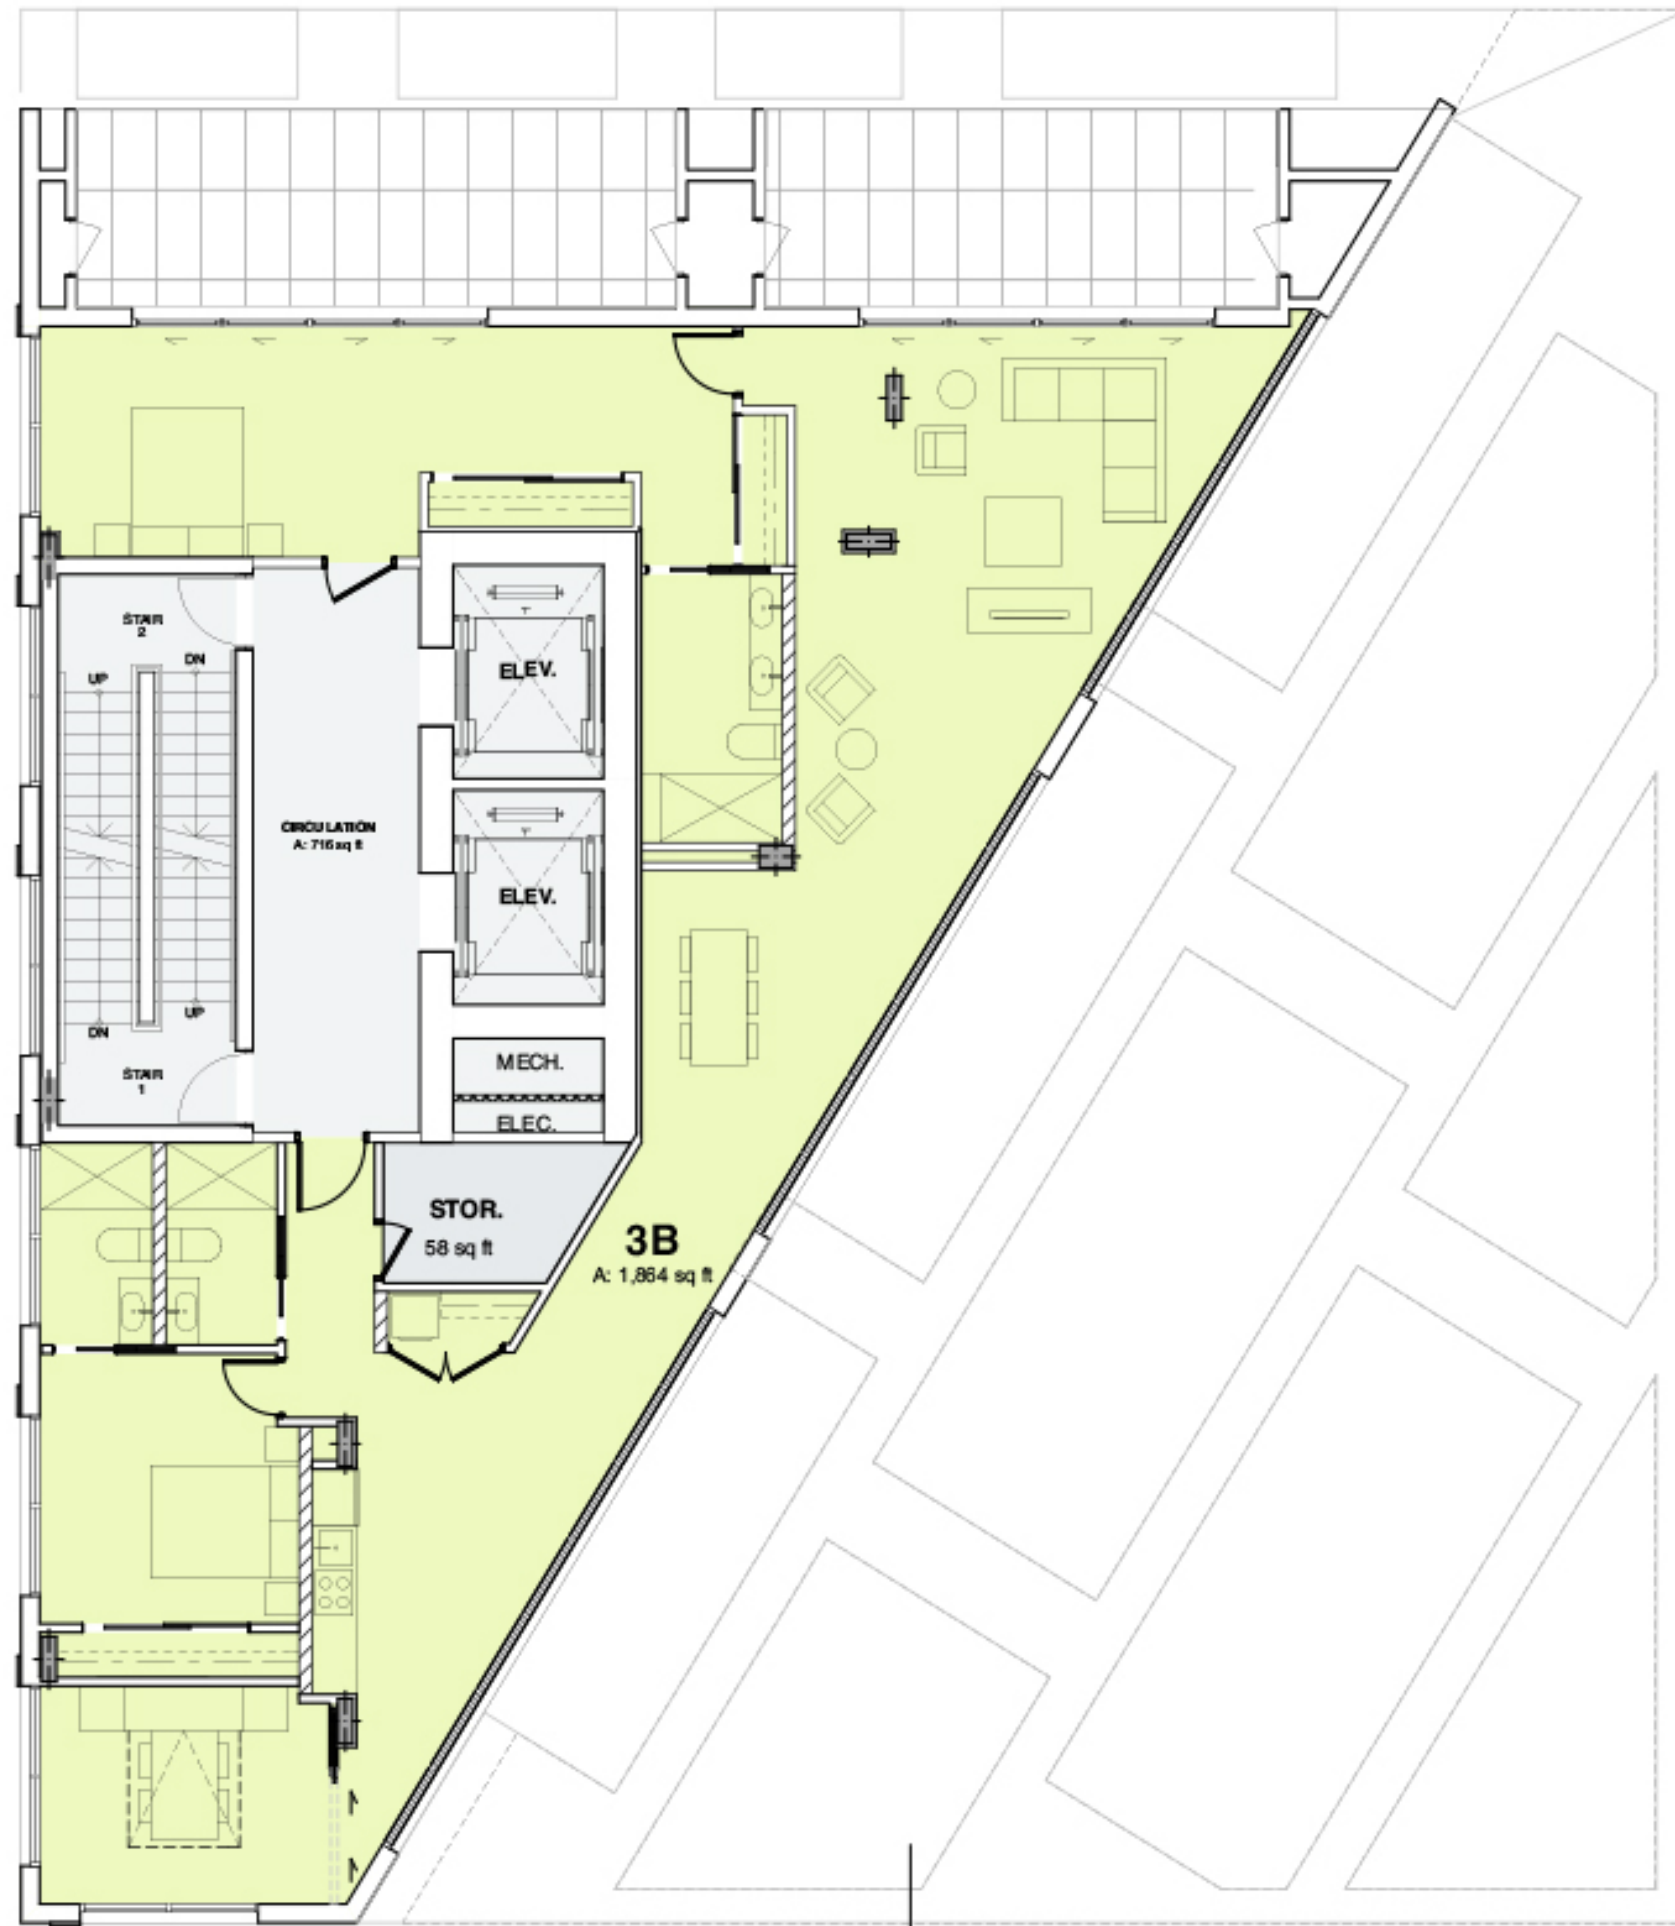 STAIR
2
DN
UP
ELEV.
CIRCULATION
A: 716 sq ft
ELEV.
UP
DN
STAIR
1
MECH.
ELEC.
STOR.
58 sq ft
3B
A: 1,864 sq ft